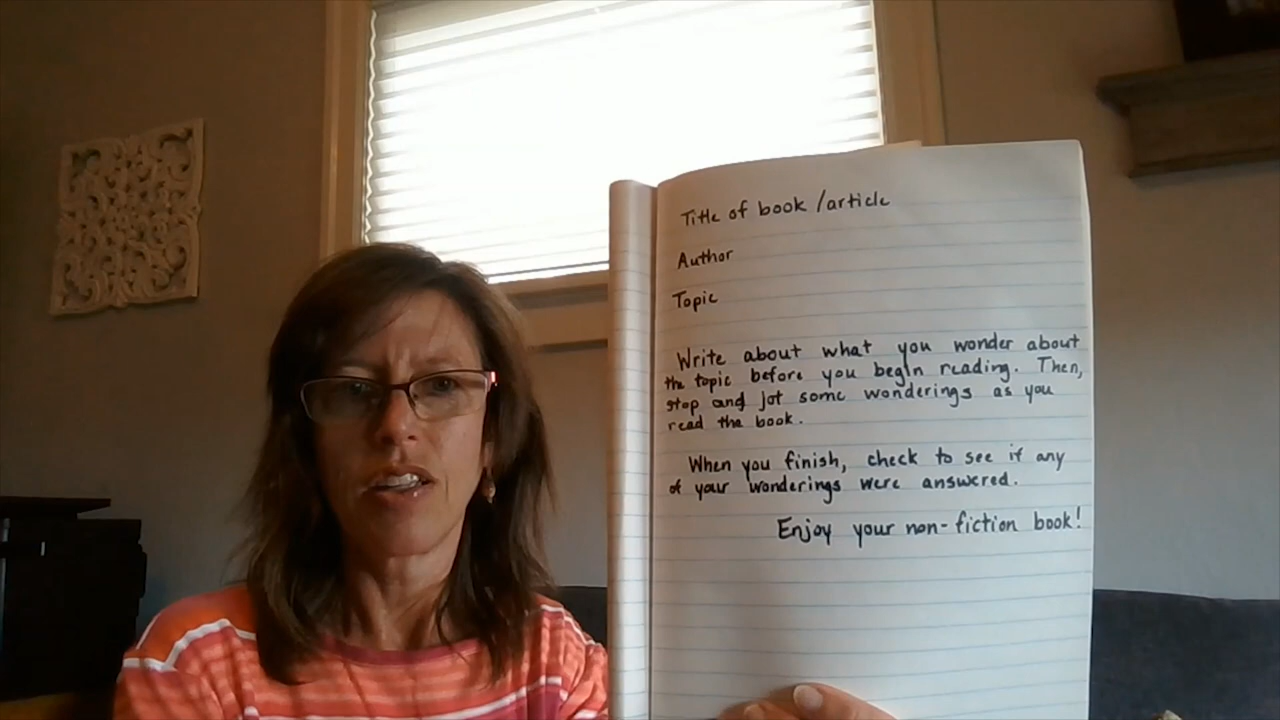 Title of book /article
Author
Topic
Write about what you wonder about
the topic before you begin reading. Then,
stop and jot some wonderings as you
read the book.
When you finish, check to see if any
of your wonderings were answered.
Enjoy your non-fiction book!